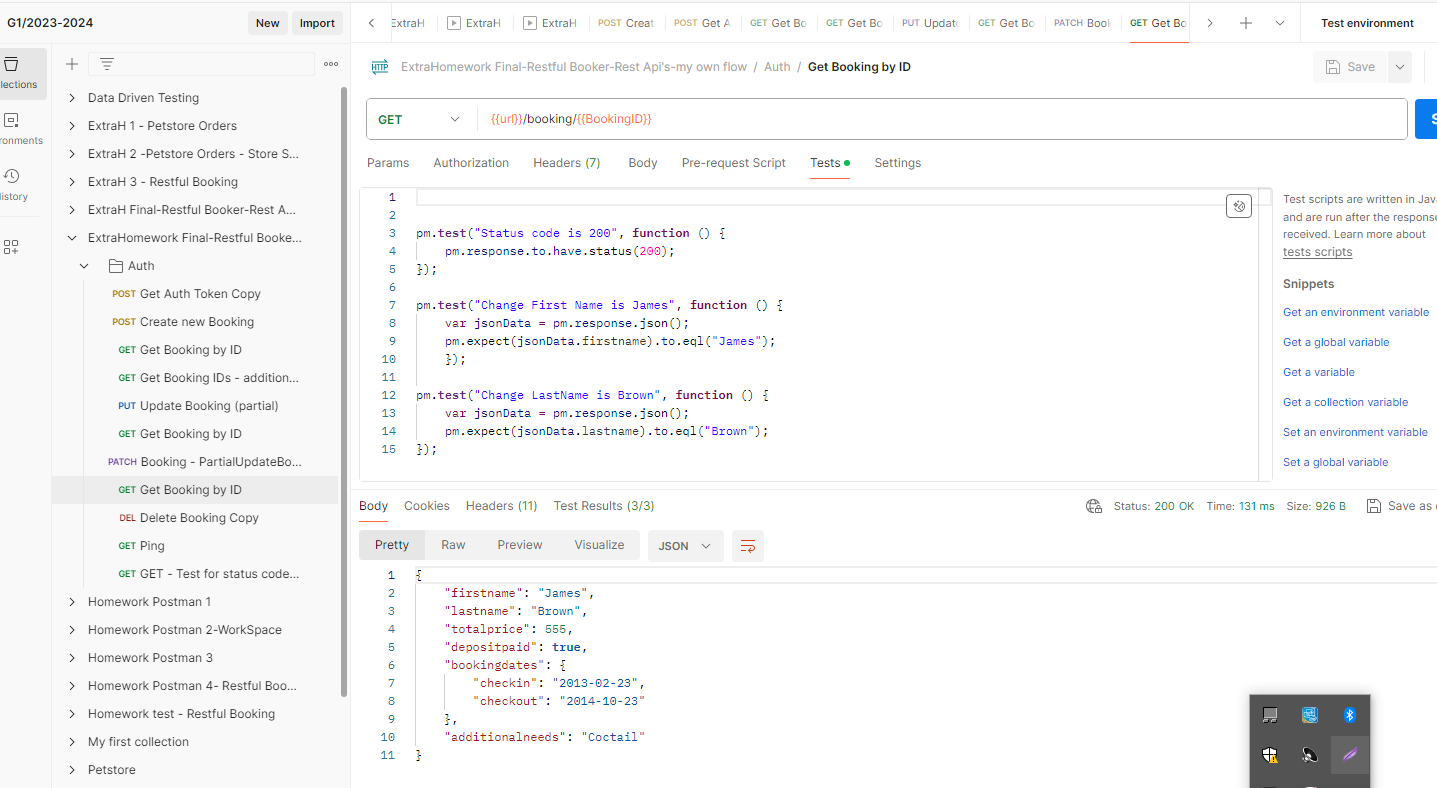 G1/2023-2024
New
Import
ExtraH
ExtraH
ExtraH
POST Creat
POST Get A
GET Get Bo
GET Get Bo
PUT Update
GET Get Bo
PATCH Book
GET Get Bo
Test environment
lections
ronments
istory
Data Driven Testing
ExtraH 1 - Petstore Orders
ExtraH 2 -Petstore Orders - Store S...
ExtraH 3 - Restful Booking
ExtraH Final-Restful Booker-Rest A...
ExtraHomework Final-Restful Booke...
Auth
POST Get Auth Token Copy
POST Create new Booking
GET Get Booking by ID
GET Get Booking IDs - addition...
PUT Update Booking (partial)
GET Get Booking by ID
PATCH Booking - PartialUpdateBo...
GET Get Booking by ID
DEL Delete Booking Copy
GET Ping
GET GET - Test for status code...
Homework Postman 1
Homework Postman 2-WorkSpace
Homework Postman 3
Homework Postman 4- Restful Boo...
Homework test - Restful Booking
My first collection
Petstore
HTTP ExtraHomework Final-Restful Booker-Rest Api's-my own flow / Auth / Get Booking by ID
Save
GET {{url}}/booking/{{BookingID}}
S
Params Authorization Headers (7) Body Pre-request Script Tests Settings
1
2
3 pm.test("Status code is 200", function () {
4 pm.response.to.have.status(200);
5 });
6
7 pm.test("Change First Name is James", function () {
8 var jsonData = pm.response.json();
9 pm.expect(jsonData.firstname).to.eql("James");
10 });
11
12 pm.test("Change LastName is Brown", function () {
13 var jsonData = pm.response.json();
14 pm.expect(jsonData.lastname).to.eql("Brown");
15 });
Test scripts are written in Java
and are run after the response
received. Learn more about
tests scripts
Snippets
Get an environment variable
Get a global variable
Get a variable
Get a collection variable
Set an environment variable
Set a global variable
Body Cookies Headers (11) Test Results (3/3)
Status: 200 OK Time: 131 ms Size: 926 B Save as
Pretty Raw Preview Visualize JSON
1 {
2 "firstname": "James",
3 "lastname": "Brown",
4 "totalprice": 555,
5 "depositpaid": true,
6 "bookingdates": {
7 "checkin": "2013-02-23",
8 "checkout": "2014-10-23"
9 },
10 "additionalneeds": "Coctail"
11 }